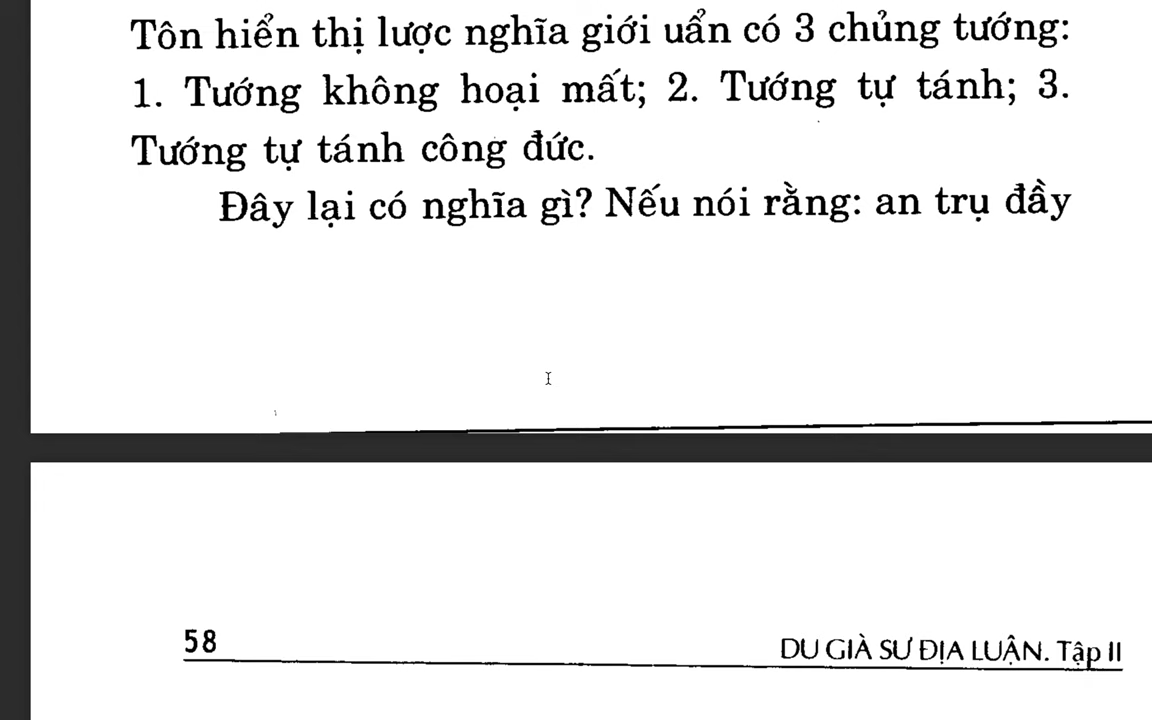 Tôn hiển thị lược nghĩa giới uẩn có 3 chủng tướng:
1. Tướng không hoại mất; 2. Tướng tự tánh; 3.
Tướng tự tánh công đức.
Đây lại có nghĩa gì? Nếu nói rằng: an trụ đầy
58
DU GIÀ SƯ ĐỊA LUẬN. Tập II